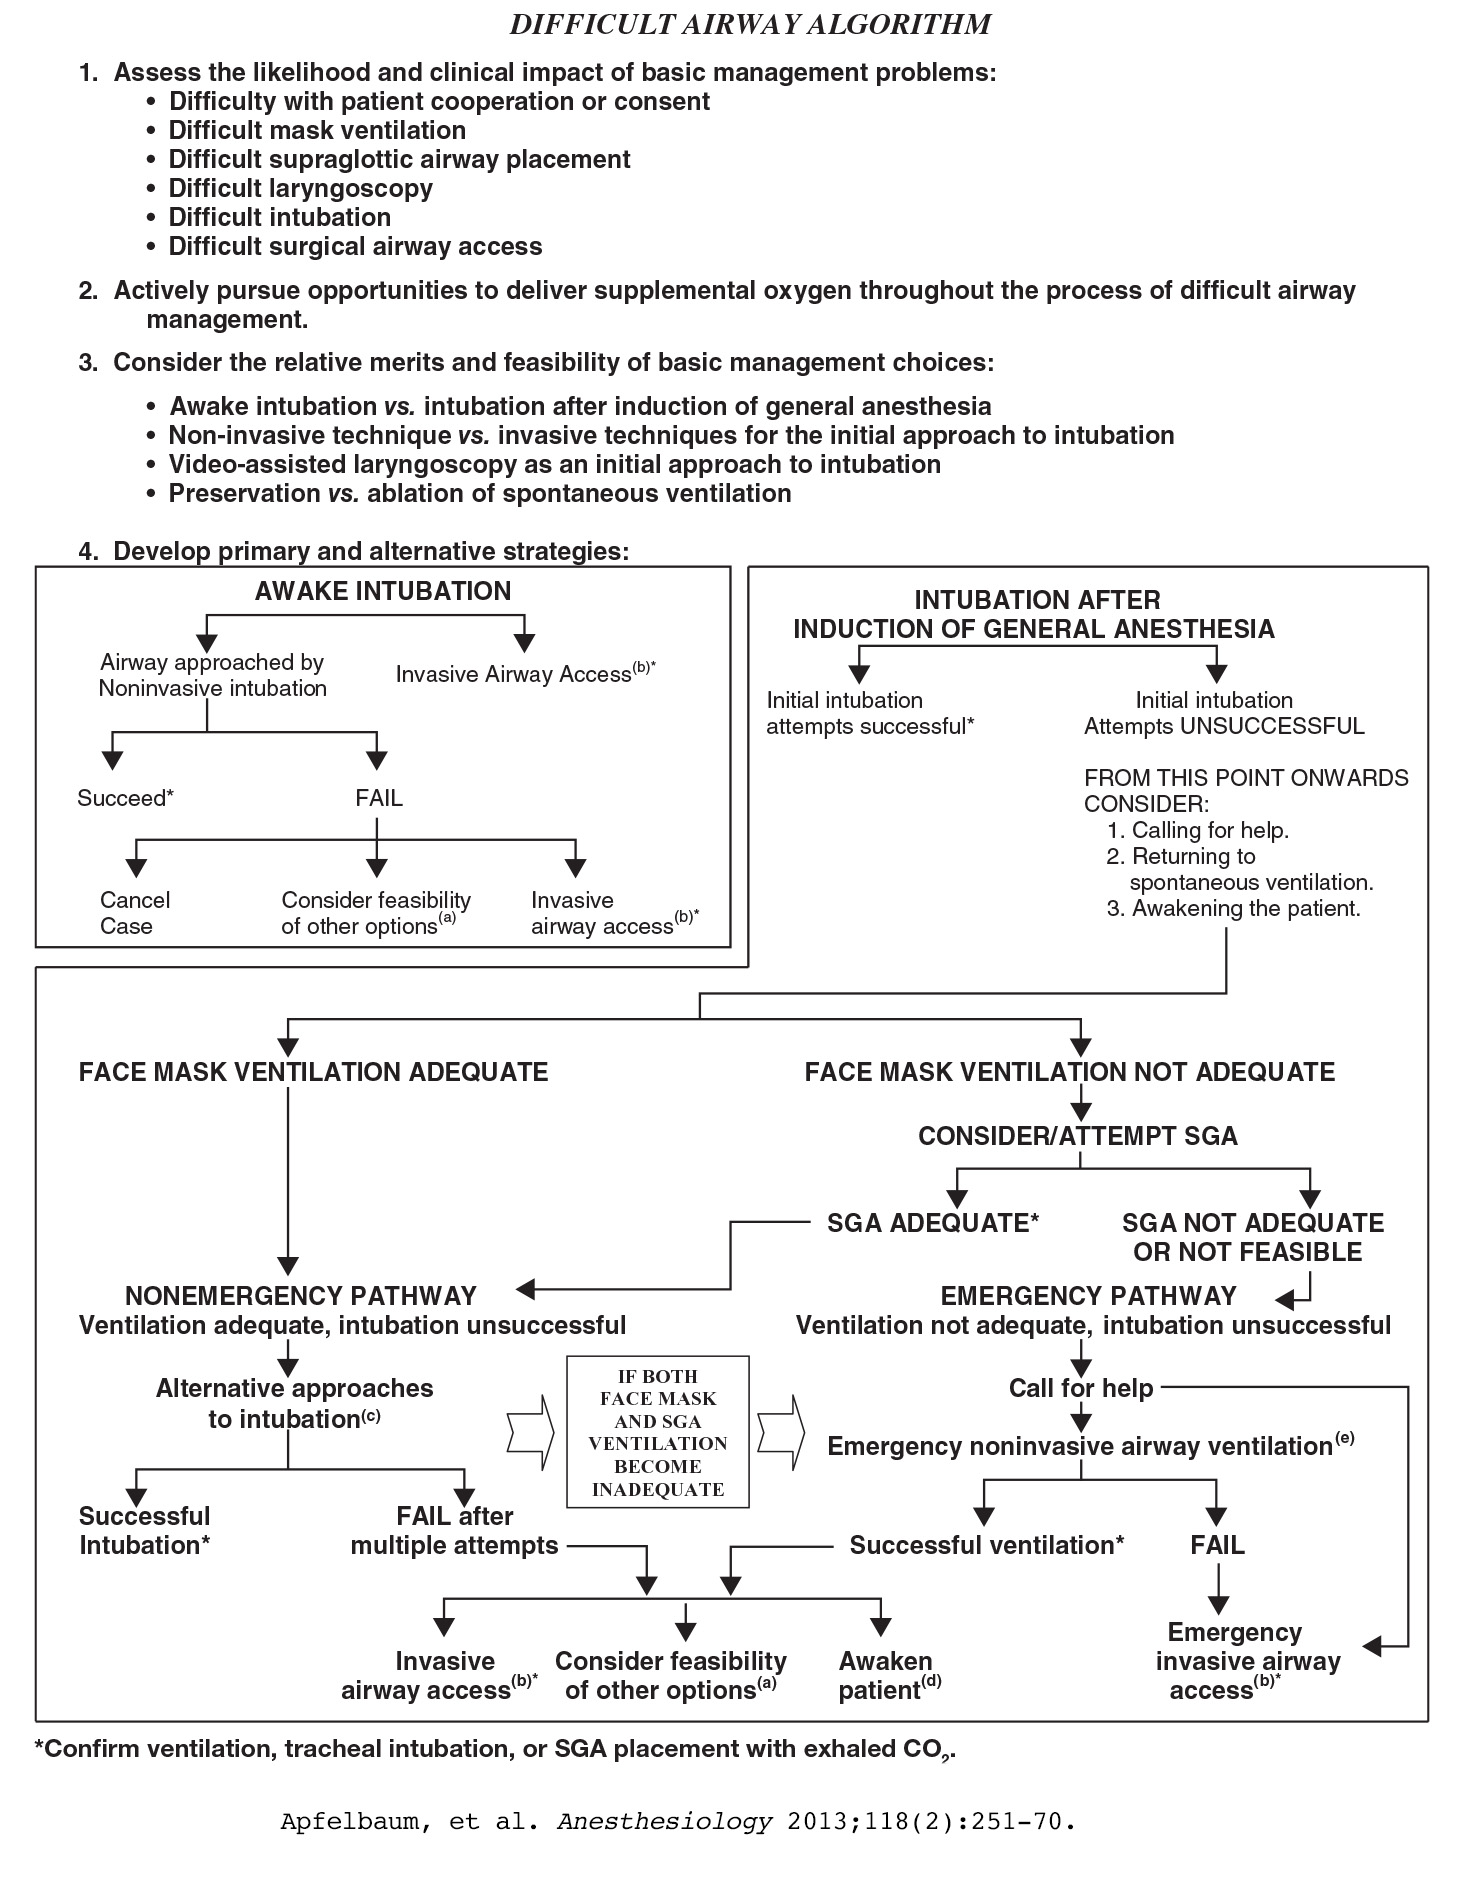 DIFFICULT AIRWAY ALGORITHM
1. Assess the likelihood and clinical impact of basic management problems:
• Difficulty with patient cooperation or consent
• Difficult mask ventilation
• Difficult supraglottic airway placement
• Difficult laryngoscopy
• Difficult intubation
• Difficult surgical airway access
2. Actively pursue opportunities to deliver supplemental oxygen throughout the process of difficult airway
management.
3. Consider the relative merits and feasibility of basic management choices:
• Awake intubation vs. intubation after induction of general anesthesia
• Non-invasive technique vs. invasive techniques for the initial approach to intubation
• Video-assisted laryngoscopy as an initial approach to intubation
• Preservation vs. ablation of spontaneous ventilation
4. Develop primary and alternative strategies:
AWAKE INTUBATION
Airway approached by
Noninvasive intubation
Invasive Airway Access(b)*
Succeed*
FAIL
Cancel
Case
Consider feasibility
of other options(a)
Invasive
airway access(b)*
INTUBATION AFTER
INDUCTION OF GENERAL ANESTHESIA
Initial intubation
attempts successful*
Initial intubation
Attempts UNSUCCESSFUL
FROM THIS POINT ONWARDS
CONSIDER:
1. Calling for help.
2. Returning to
spontaneous ventilation.
3. Awakening the patient.
FACE MASK VENTILATION ADEQUATE
FACE MASK VENTILATION NOT ADEQUATE
CONSIDER/ATTEMPT SGA
SGA ADEQUATE*
SGA NOT ADEQUATE
OR NOT FEASIBLE
NONEMERGENCY PATHWAY
Ventilation adequate, intubation unsuccessful
EMERGENCY PATHWAY
Ventilation not adequate, intubation unsuccessful
Alternative approaches
to intubation(c)
IF BOTH
FACE MASK
AND SGA
VENTILATION
BECOME
INADEQUATE
Call for help
Emergency noninvasive airway ventilation(e)
Successful
Intubation*
FAIL after
multiple attempts
Successful ventilation*
FAIL
Invasive
airway access(b)*
Consider feasibility
of other options(a)
Awaken
patient(d)
Emergency
invasive airway
access(b)*
*Confirm ventilation, tracheal intubation, or SGA placement with exhaled CO2.
Apfelbaum, et al. Anesthesiology 2013;118(2):251-70.